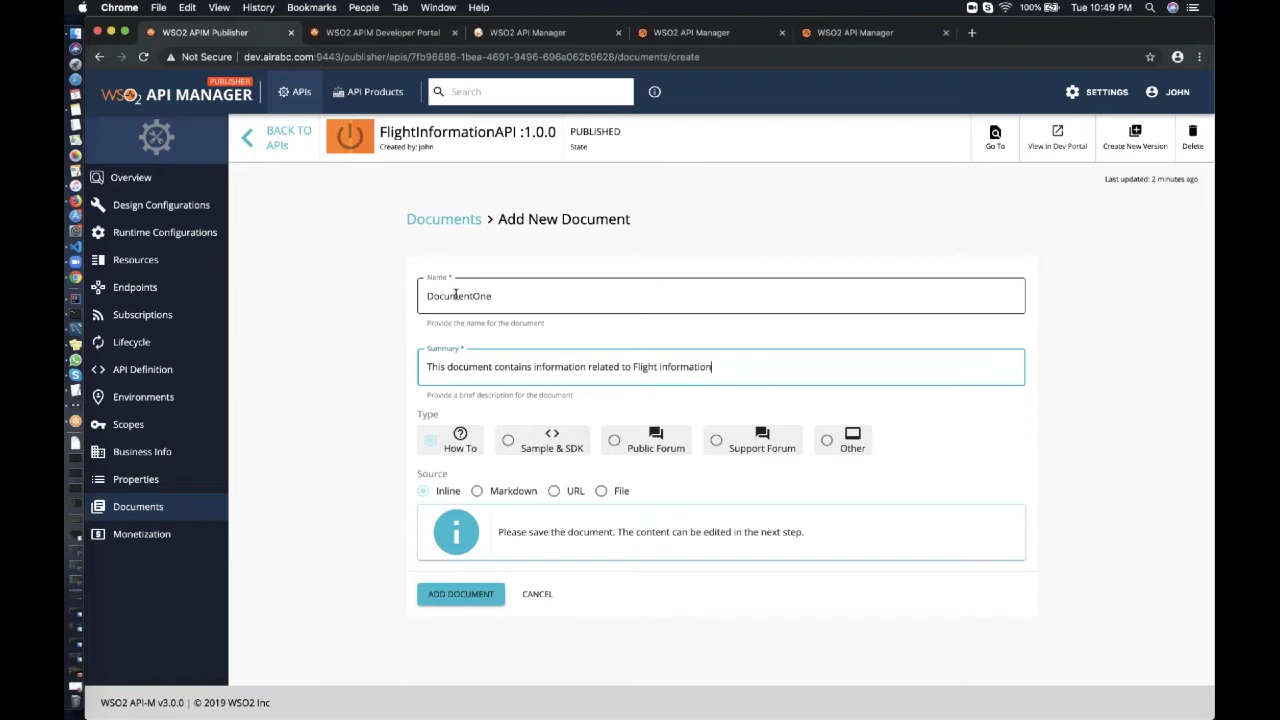 Chrome File Edit View History Bookmarks People Tab Window Help 100% Tue 10:49 PM
WSO2 APIM Publisher WSO2 APIM Developer Portal WSO2 API Manager WSO2 API Manager WSO2 API Manager
Not Secure | dev.airabc.com:9443/publisher/apis/7fb96686-1bea-4691-9496-696a062b9628/documents/create
PUBLISHER
WSO2 API MANAGER APIs API Products Search SETTINGS JOHN
BACK TO APIs
FlightInformationAPI :1.0.0
Created by: john
PUBLISHED
State
Go To View in Dev Portal Create New Version Delete
Last updated: 2 minutes ago
Overview
Design Configurations
Runtime Configurations
Resources
Endpoints
Subscriptions
Lifecycle
API Definition
Environments
Scopes
Business Info
Properties
Documents
Monetization
Documents > Add New Document
Name *
DocumentOne
Provide the name for the document
Summary *
This document contains information related to Flight information
Provide a brief description for the document
Type
How To Sample & SDK Public Forum Support Forum Other
Source
Inline Markdown URL File
Please save the document. The content can be edited in the next step.
ADD DOCUMENT CANCEL
WSO2 API-M v3.0.0 | © 2019 WSO2 Inc